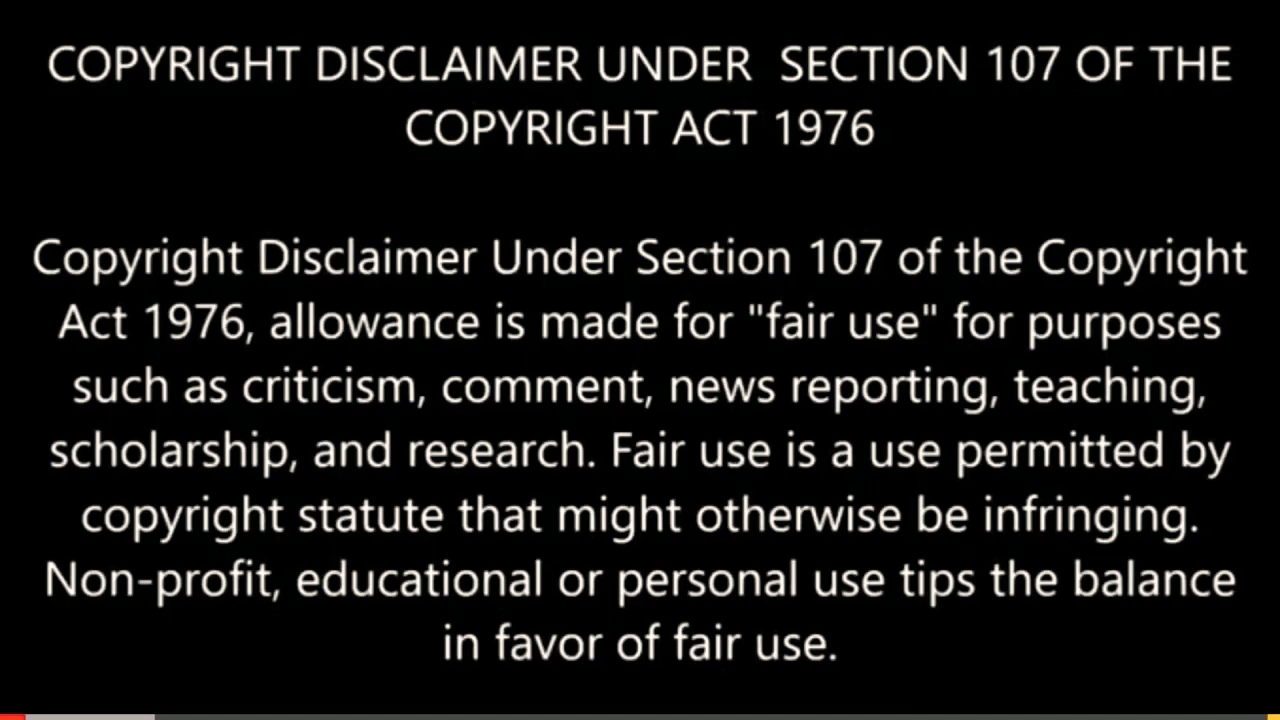 COPYRIGHT DISCLAIMER UNDER SECTION 107 OF THE
COPYRIGHT ACT 1976
Copyright Disclaimer Under Section 107 of the Copyright
Act 1976, allowance is made for "fair use" for purposes
such as criticism, comment, news reporting, teaching,
scholarship, and research. Fair use is a use permitted by
copyright statute that might otherwise be infringing.
Non-profit, educational or personal use tips the balance
in favor of fair use.